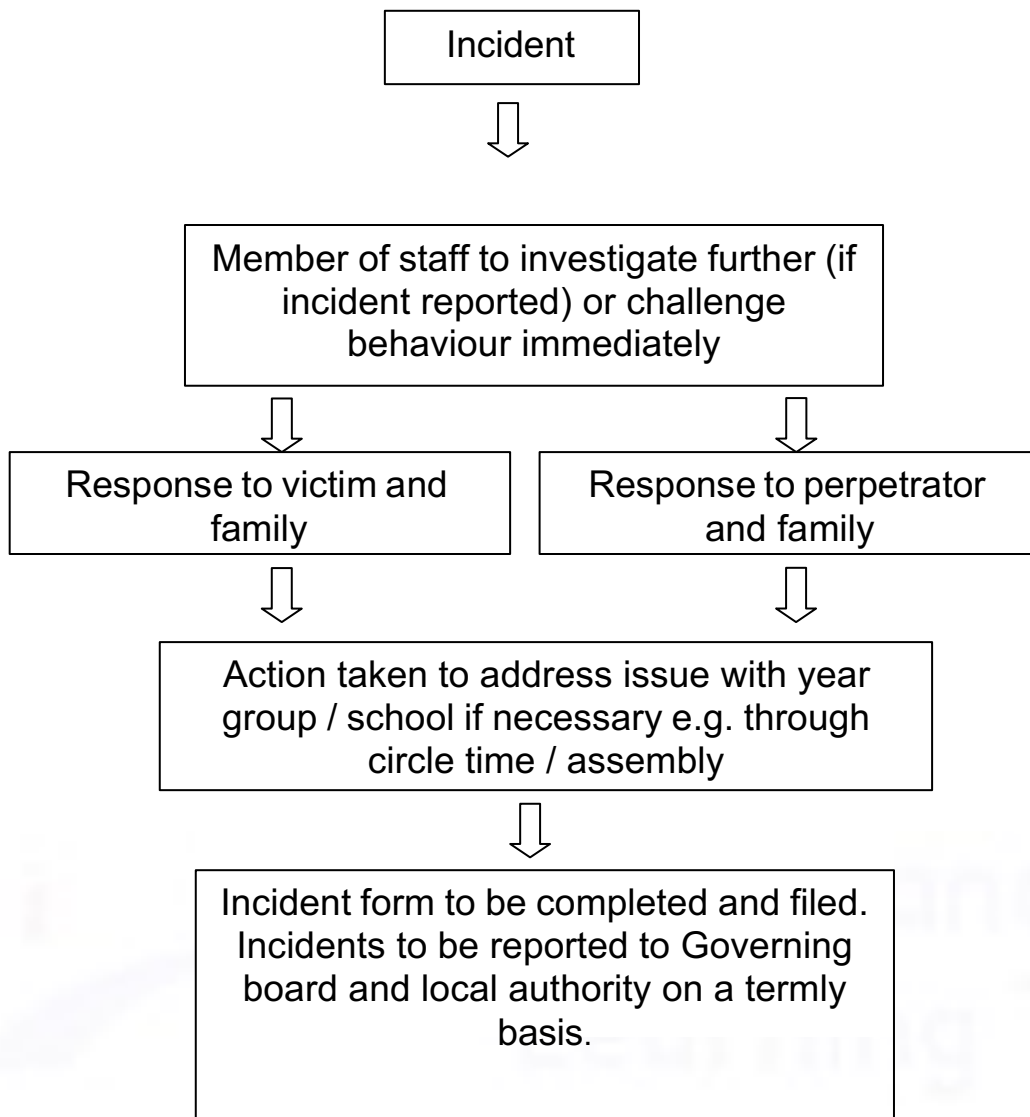 Incident
Member of staff to investigate further (if
incident reported) or challenge
behaviour immediately
Response to victim and
family
Response to perpetrator
and family
Action taken to address issue with year
group / school if necessary e.g. through
circle time / assembly
Incident form to be completed and filed.
Incidents to be reported to Governing
board and local authority on a termly
basis.
Learning